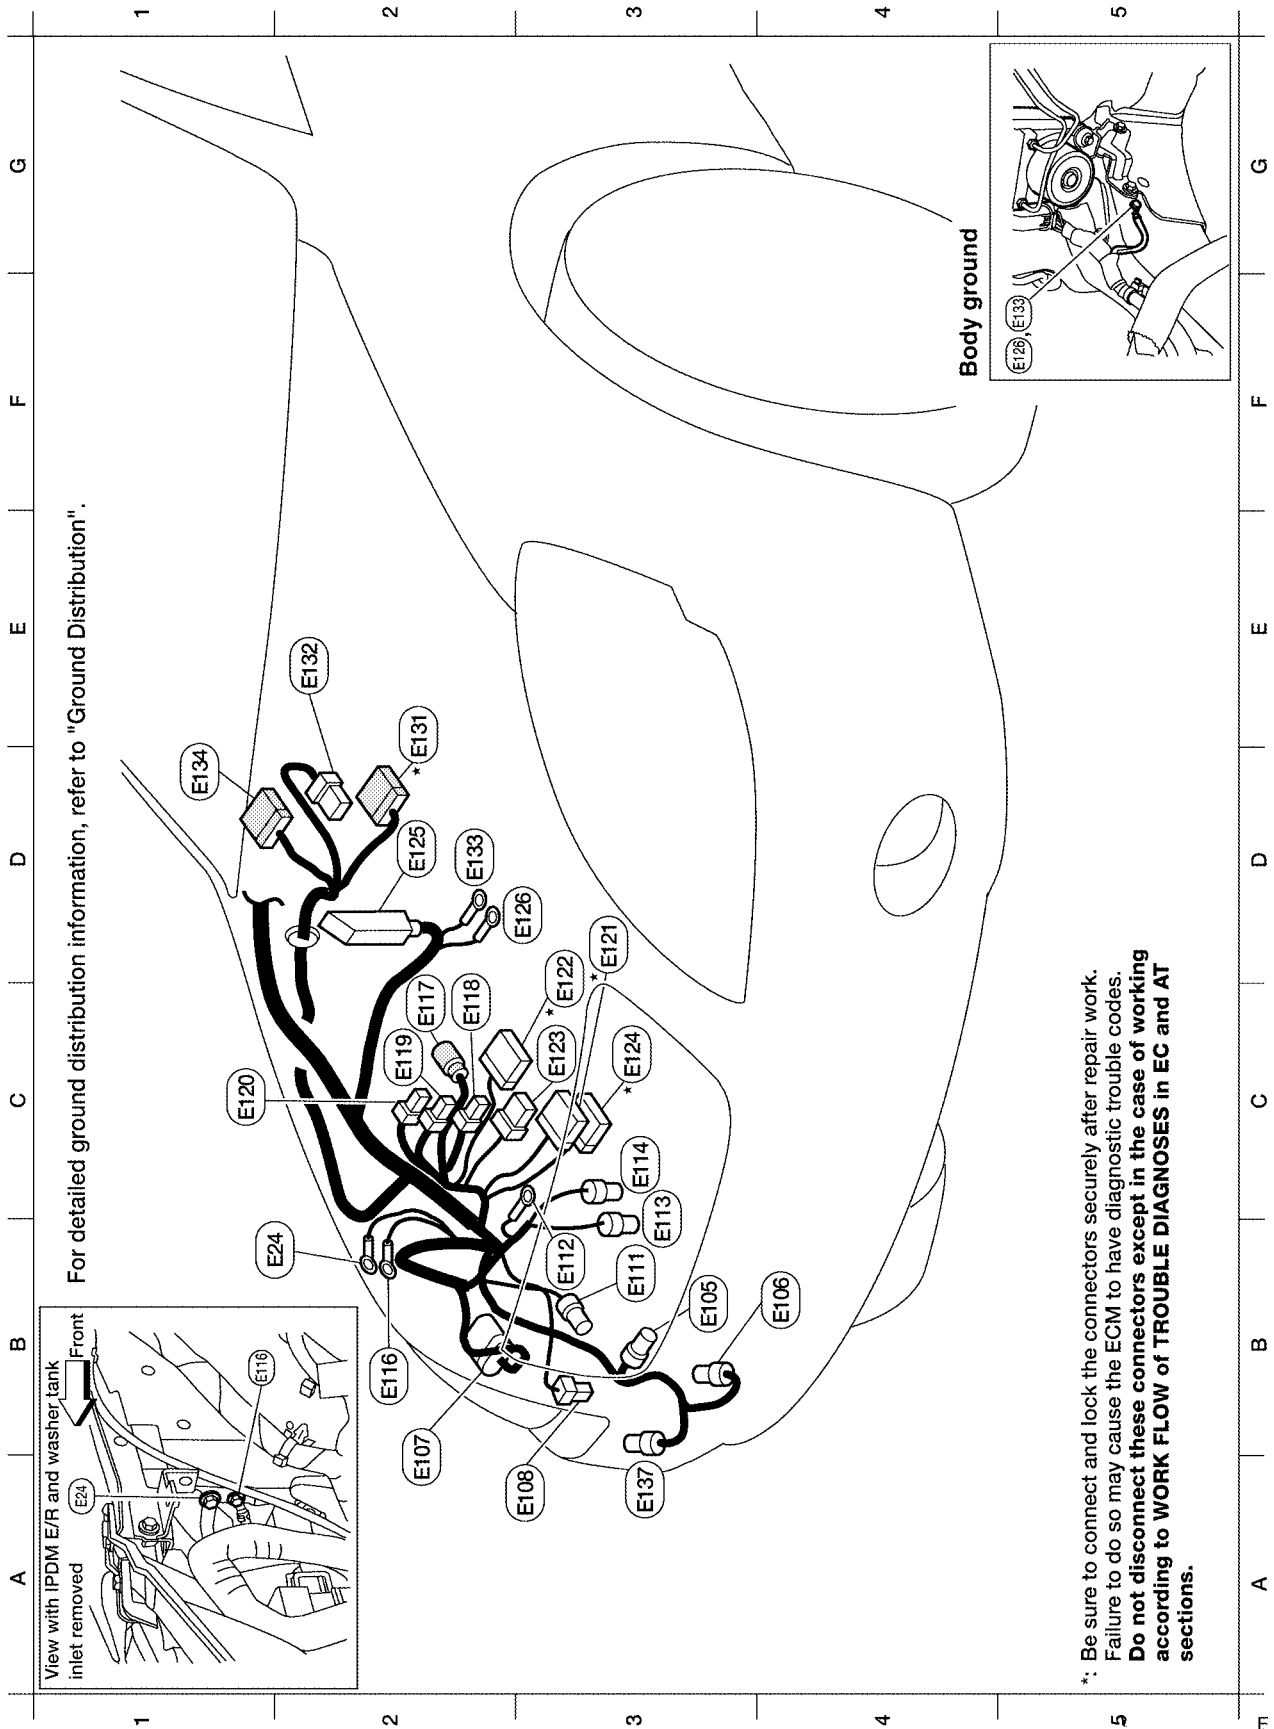 A
B
C
D
E
F
G
1
2
3
4
5
View with IPDM E/R and washer tank
inlet removed
Front
E24
E116
For detailed ground distribution information, refer to "Ground Distribution".
E134
E132
E131
*
E125
E133
E126
E120
E119
E117
E118
E122
*
E121
*
E123
E124
*
E114
E113
E24
E112
E111
E116
E105
E106
E107
E108
E137
Body ground
E126, E133
*: Be sure to connect and lock the connectors securely after repair work.
Failure to do so may cause the ECM to have diagnostic trouble codes.
Do not disconnect these connectors except in the case of working
according to WORK FLOW of TROUBLE DIAGNOSES in EC and AT
sections.
1
2
3
4
5
A
B
C
D
E
F
G